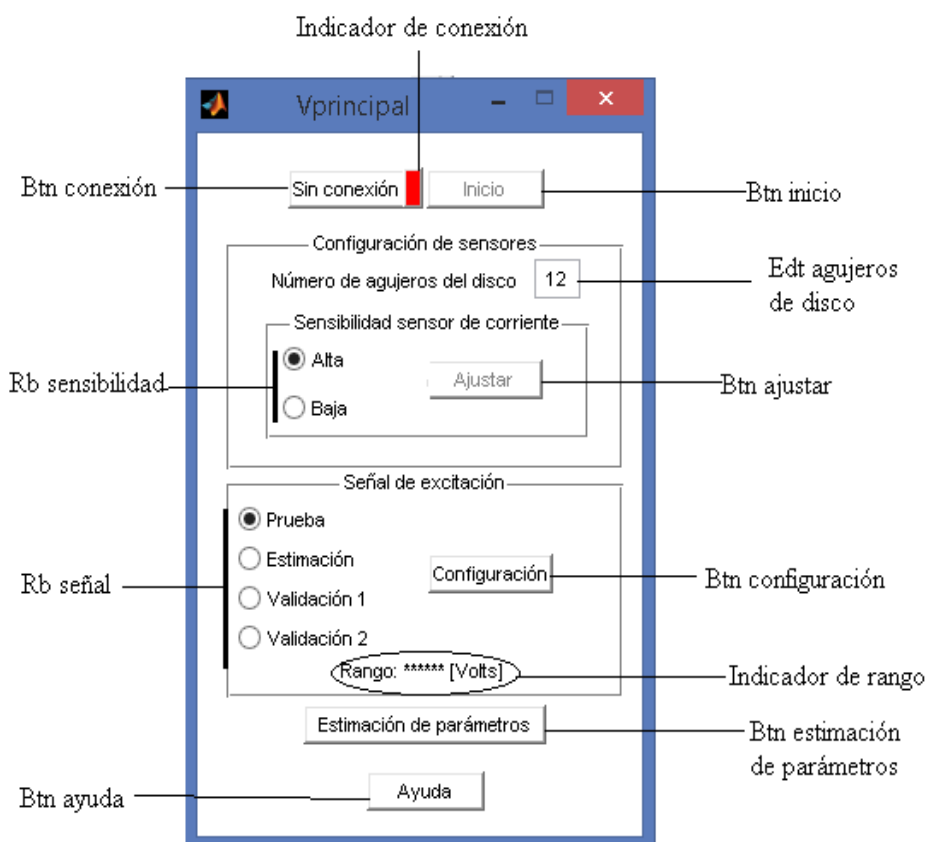 Indicador de conexión
Vprincipal
Btn conexión
Sin conexión
Inicio
Btn inicio
Configuración de sensores
Número de agujeros del disco 12
Edt agujeros
de disco
Sensibilidad sensor de corriente
Rb sensibilidad
Alta
Baja
Ajustar
Btn ajustar
Señal de excitación
Rb señal
Prueba
Estimación
Validación 1
Validación 2
Configuración
Btn configuración
Rango: ****** [Volts]
Indicador de rango
Estimación de parámetros
Btn estimación
de parámetros
Btn ayuda
Ayuda